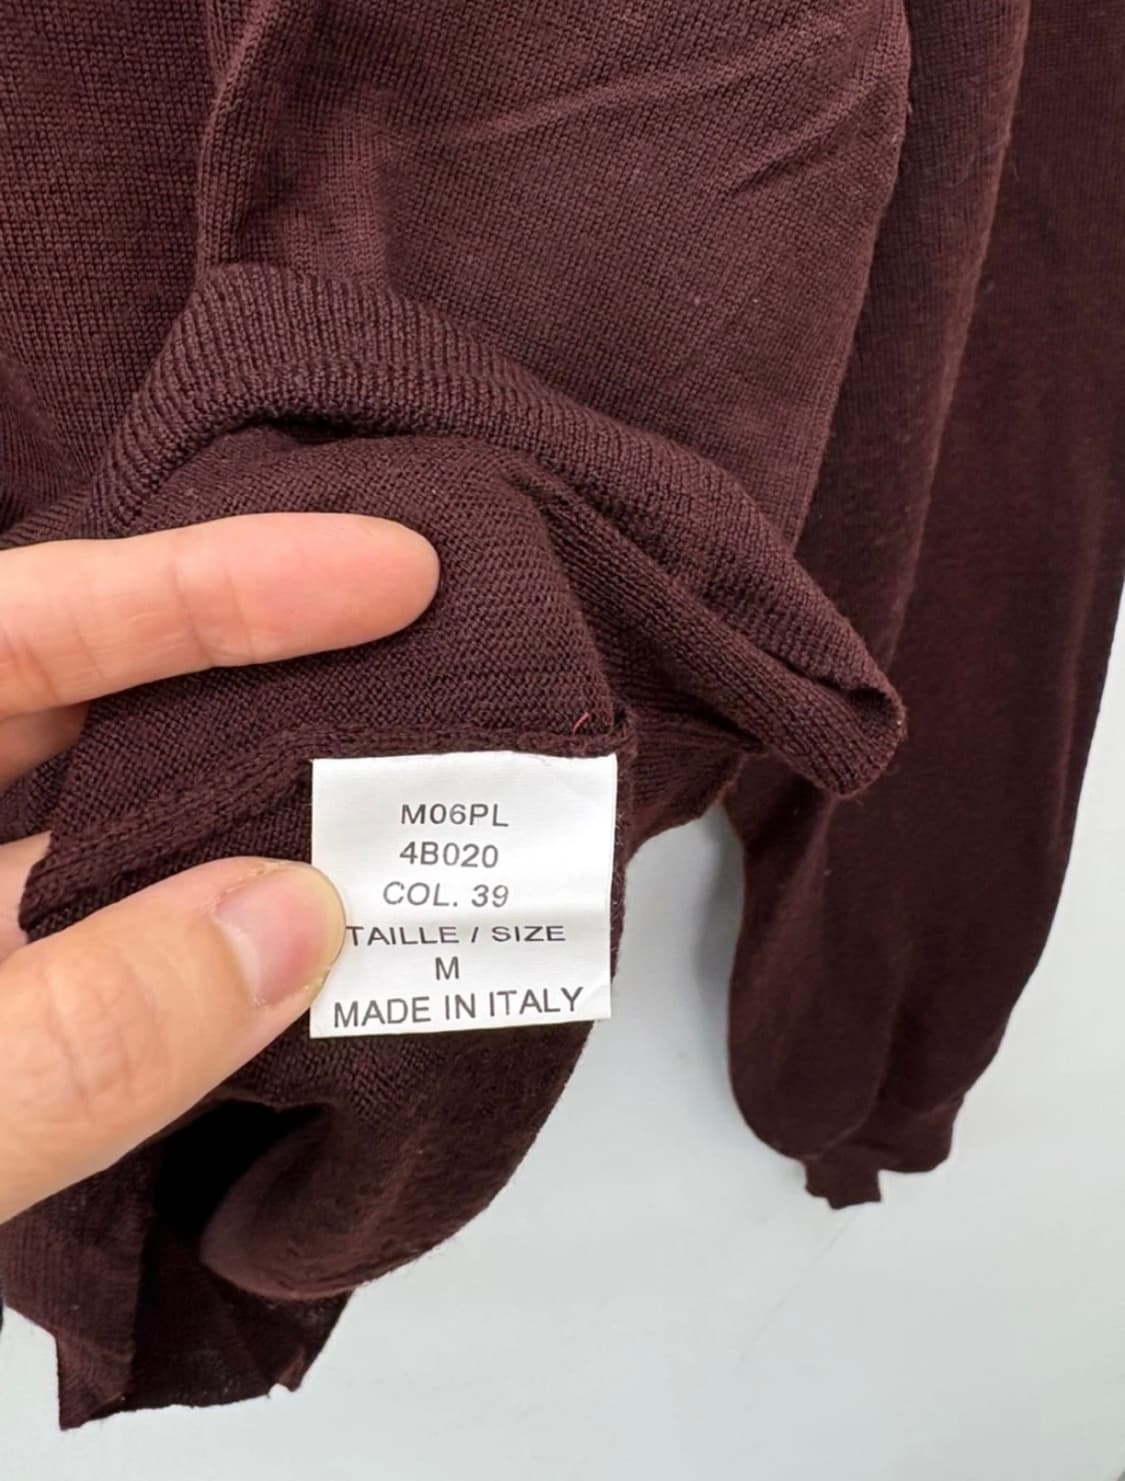 M06PL
4B020
COL. 39
TAILLE / SIZE
M
MADE IN ITALY